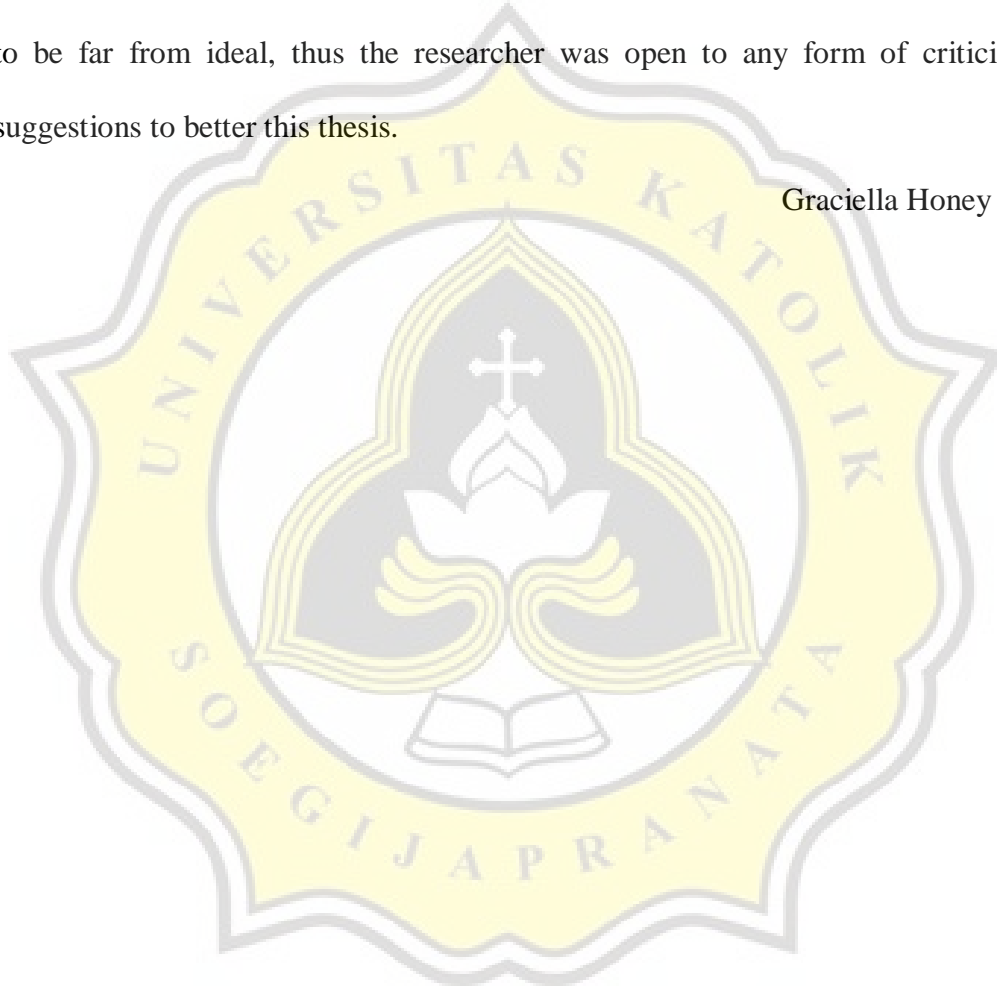 to be far from ideal, thus the researcher was open to any form of critici
suggestions to better this thesis.
Graciella Honey
UNIVERSITAS KATOLIK
SOEGIJAPRANATA